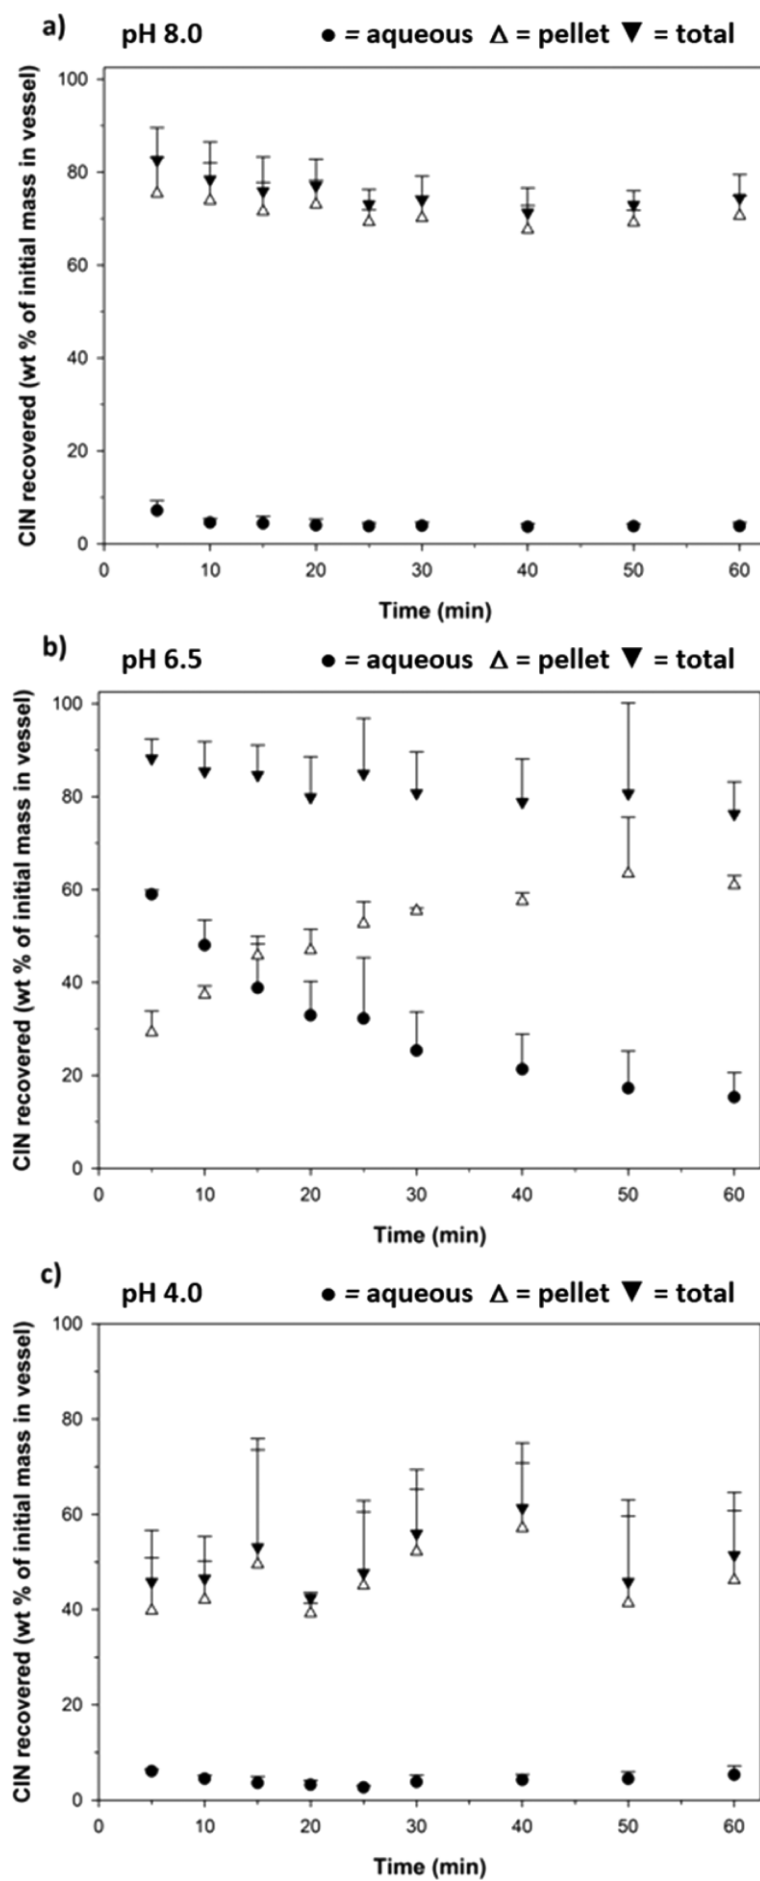 a) pH 8.0 ● = aqueous △ = pellet ▼ = total
CIN recovered (wt % of initial mass in vessel)
100
80
60
40
20
0
0 10 20 30 40 50 60
Time (min)
b) pH 6.5 ● = aqueous △ = pellet ▼ = total
CIN recovered (wt % of initial mass in vessel)
100
80
60
40
20
0
0 10 20 30 40 50 60
Time (min)
c) pH 4.0 ● = aqueous △ = pellet ▼ = total
CIN recovered (wt % of initial mass in vessel)
100
80
60
40
20
0
0 10 20 30 40 50 60
Time (min)